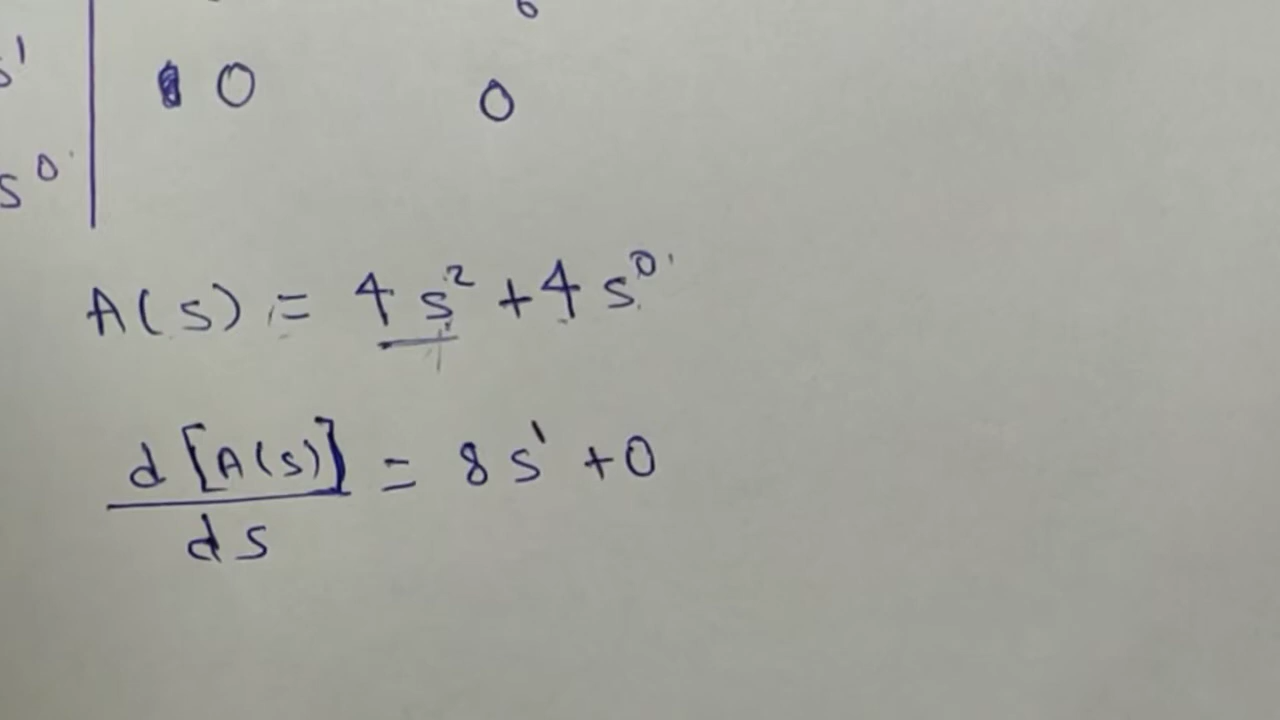 s¹ 0 0
s⁰
A(s) = 4s² + 4s⁰
d[A(s)] = 8s¹ + 0
ds